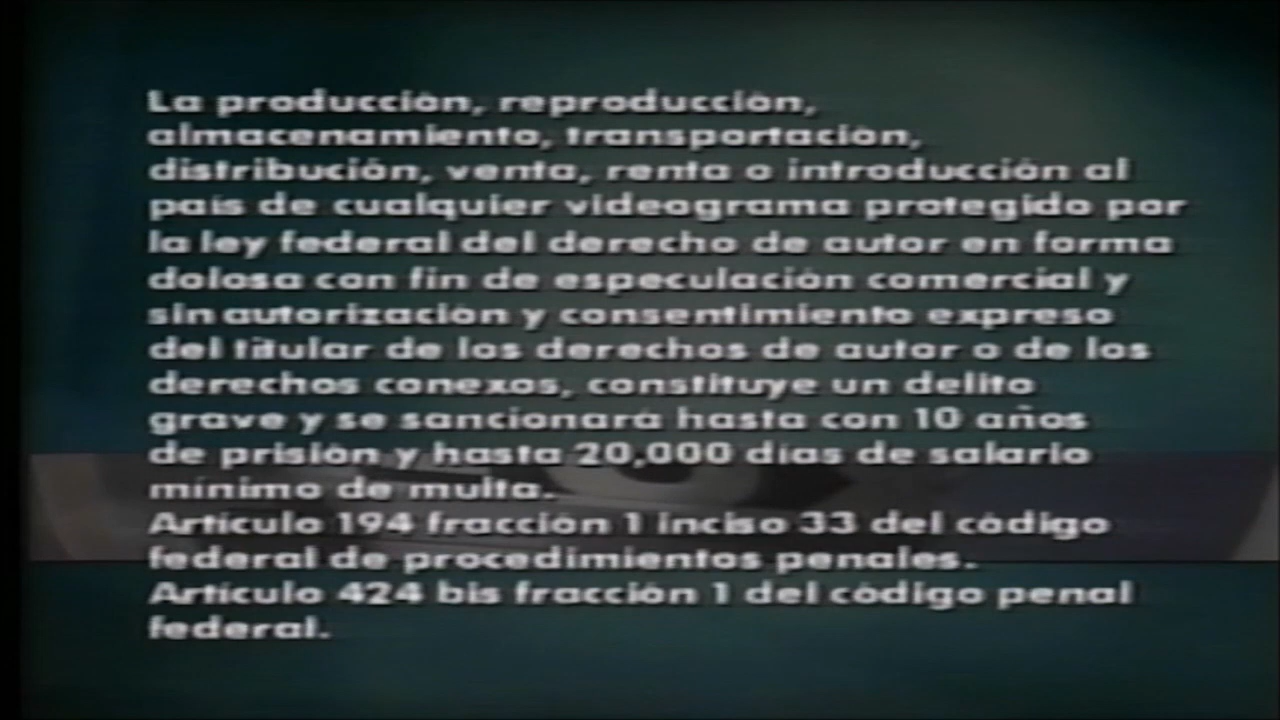 La producción, reproducción,
almacenamiento, transportación,
distribución, venta, renta o introducción al
país de cualquier videograma protegido por
la ley federal del derecho de autor en forma
dolosa con fin de especulación comercial y
sin autorización y consentimiento expreso
del titular de los derechos de autor o de los
derechos conexos, constituye un delito
grave y se sancionará hasta con 10 años
de prisión y hasta 20,000 días de salario
mínimo de multa.
Artículo 194 fracción 1 inciso 33 del código
federal de procedimientos penales.
Artículo 424 bis fracción 1 del código penal
federal.